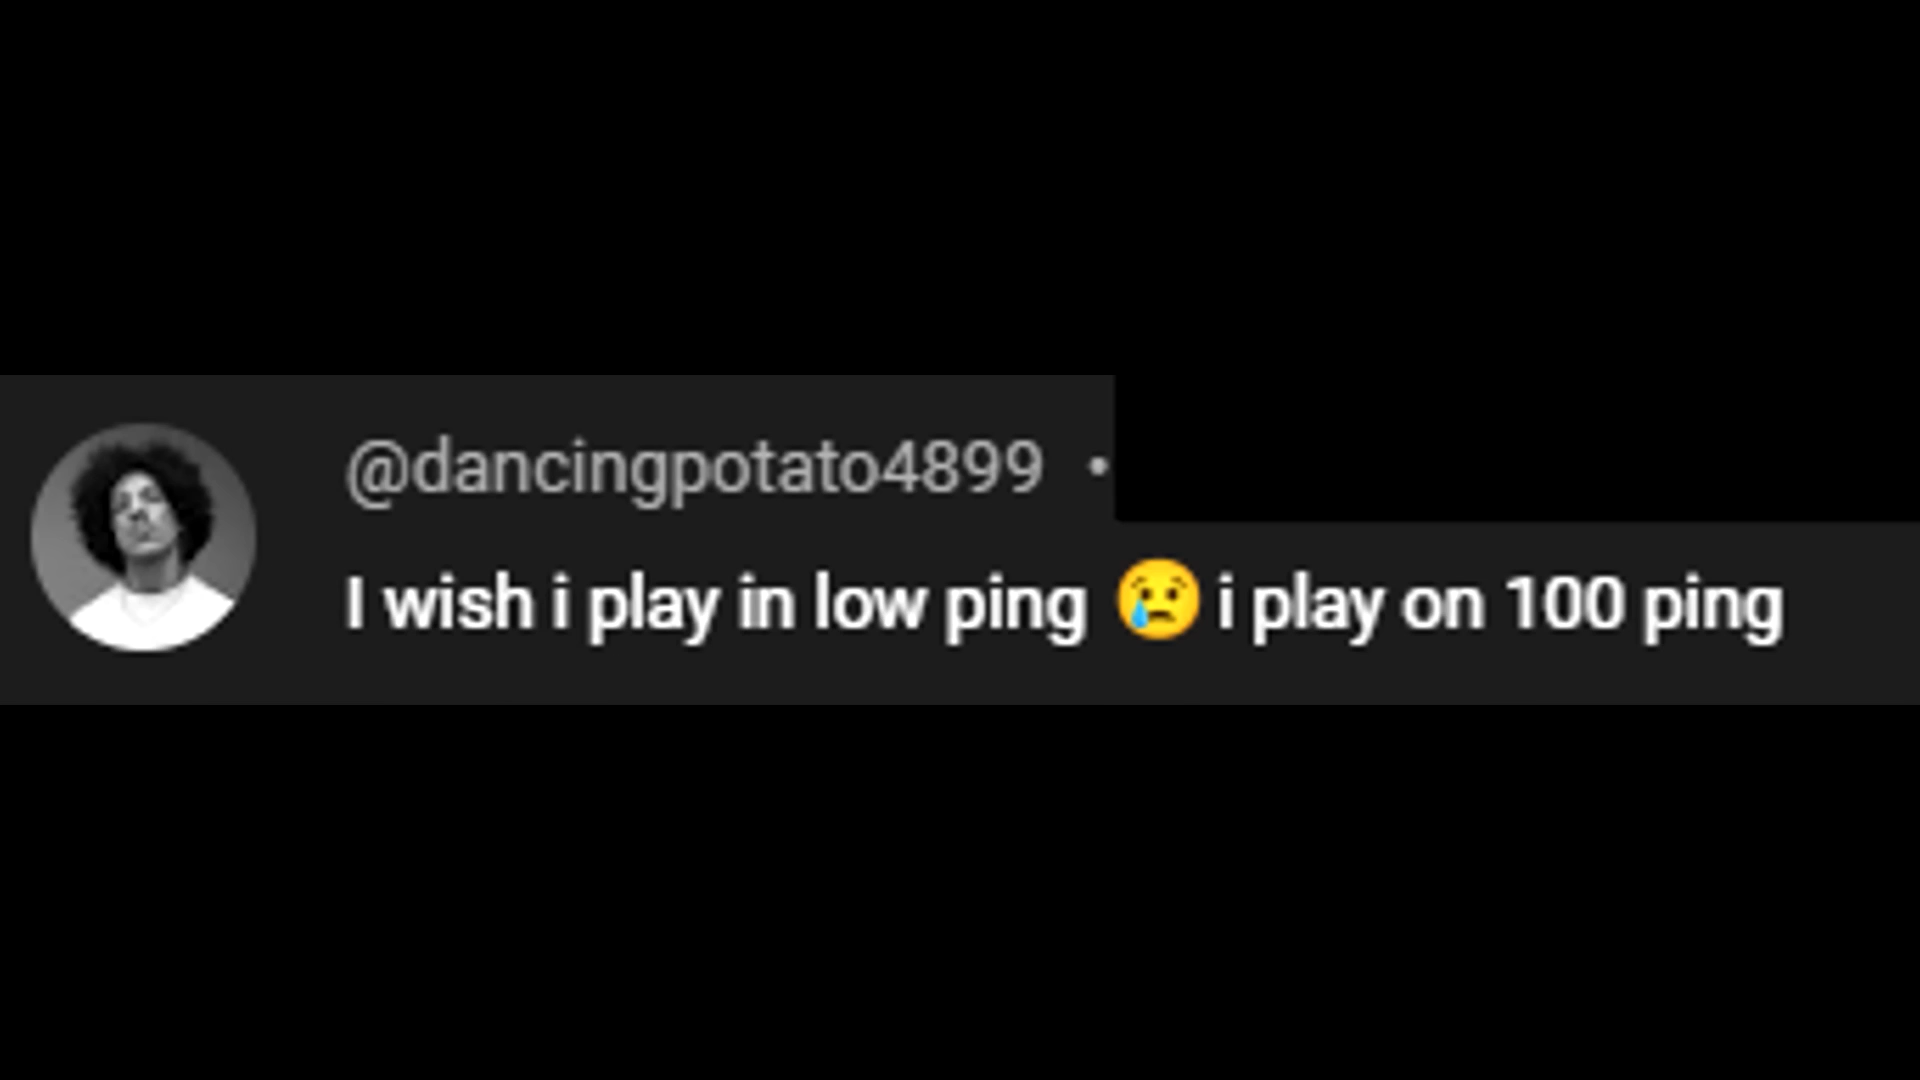 @dancingpotato4899 •
I wish i play in low ping 😢 i play on 100 ping